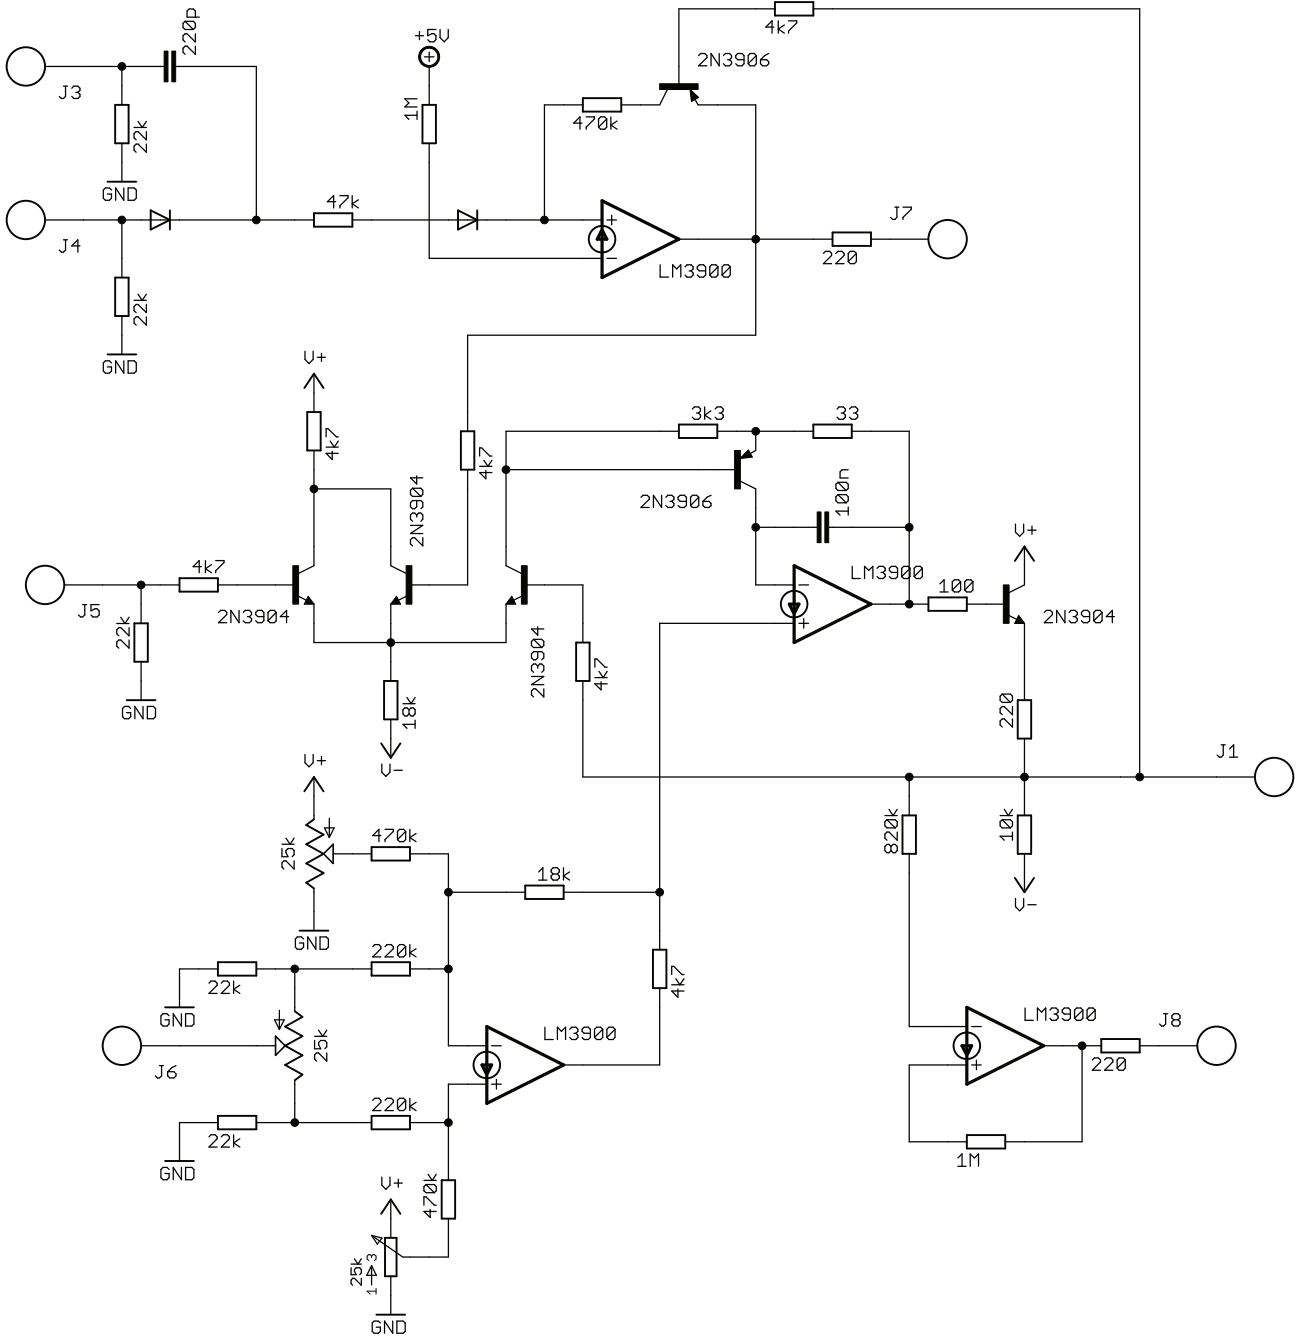 4k7
220p
+5V
2N3906
J3
1M
470k
22k
GND
47k
J4
J7
LM3900
220
22k
GND
V+
3k3
33
4k7
4k7
2N3904
2N3906
100n
V+
4k7
LM3900
100
J5
2N3904
2N3904
22k
2N3904
4k7
GND
18k
220
V-
V+
J1
25k
470k
820k
10k
18k
V-
GND
220k
22k
4k7
GND
25k
LM3900
LM3900
J8
J6
220
220k
22k
GND
1M
V+
470k
25k
1
3
GND